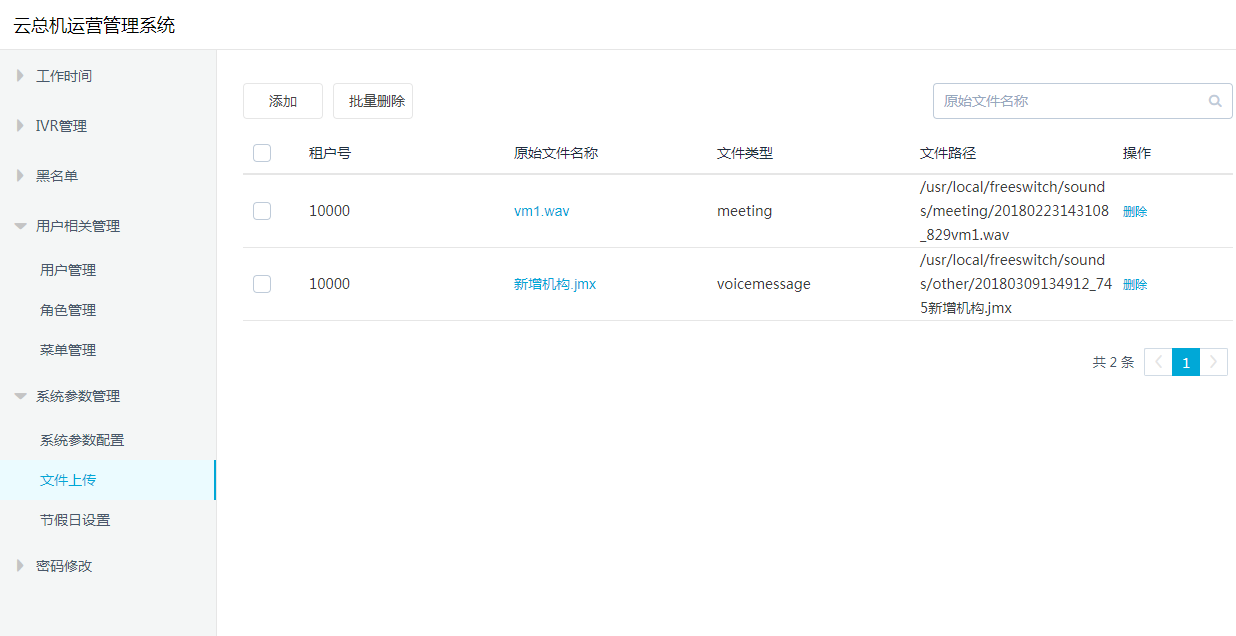 云总机运营管理系统
工作时间
IVR管理
黑名单
用户相关管理
用户管理
角色管理
菜单管理
系统参数管理
系统参数配置
文件上传
节假日设置
密码修改
添加 批量删除 原始文件名称
租户号 原始文件名称 文件类型 文件路径 操作
10000 vm1.wav meeting /usr/local/freeswitch/sound
s/meeting/20180223143108
_829vm1.wav 删除
10000 新增机构.jmx voicemessage /usr/local/freeswitch/sound
s/other/20180309134912_74
5新增机构.jmx 删除
共 2 条 1